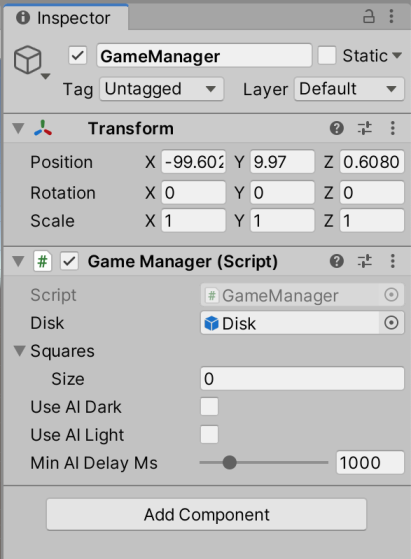 Inspector
GameManager Static
Tag Untagged Layer Default
Transform
Position X -99.602 Y 9.97 Z 0.6080
Rotation X 0 Y 0 Z 0
Scale X 1 Y 1 Z 1
# Game Manager (Script)
Script # GameManager
Disk Disk
Squares
Size 0
Use AI Dark
Use AI Light
Min AI Delay Ms 1000
Add Component